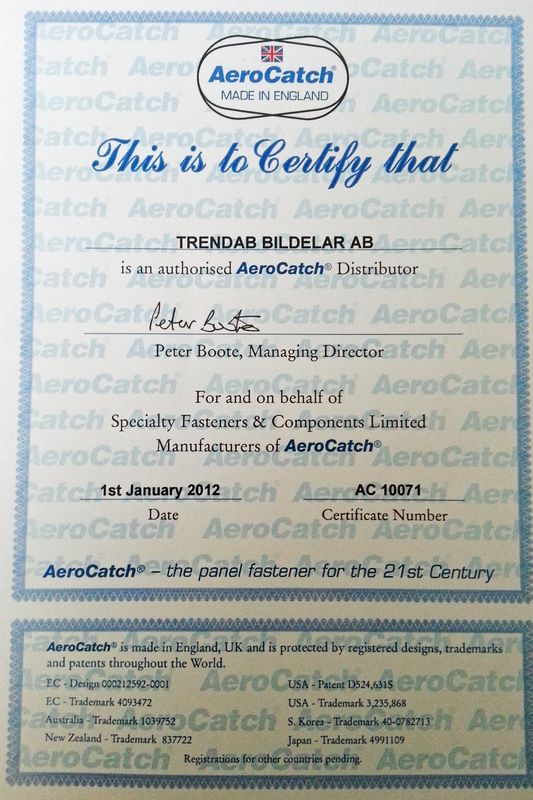 AeroCatch®
MADE IN ENGLAND
This is to Certify that
TRENDAB BILDELAR AB
is an authorised AeroCatch® Distributor
Peter Boote
Peter Boote, Managing Director
For and on behalf of
Specialty Fasteners & Components Limited
Manufacturers of AeroCatch®
1st January 2012 AC 10071
Date Certificate Number
AeroCatch® – the panel fastener for the 21st Century
AeroCatch® is made in England, UK and is protected by registered designs, trademarks
and patents throughout the World.
EC - Design 000212592-0001 USA - Patent D524,631S
EC - Trademark 4093472 USA - Trademark 3,235,868
Australia - Trademark 1039752 S. Korea - Trademark 40-0782713
New Zealand - Trademark 837722 Japan - Trademark 4991109
Registrations for other countries pending.